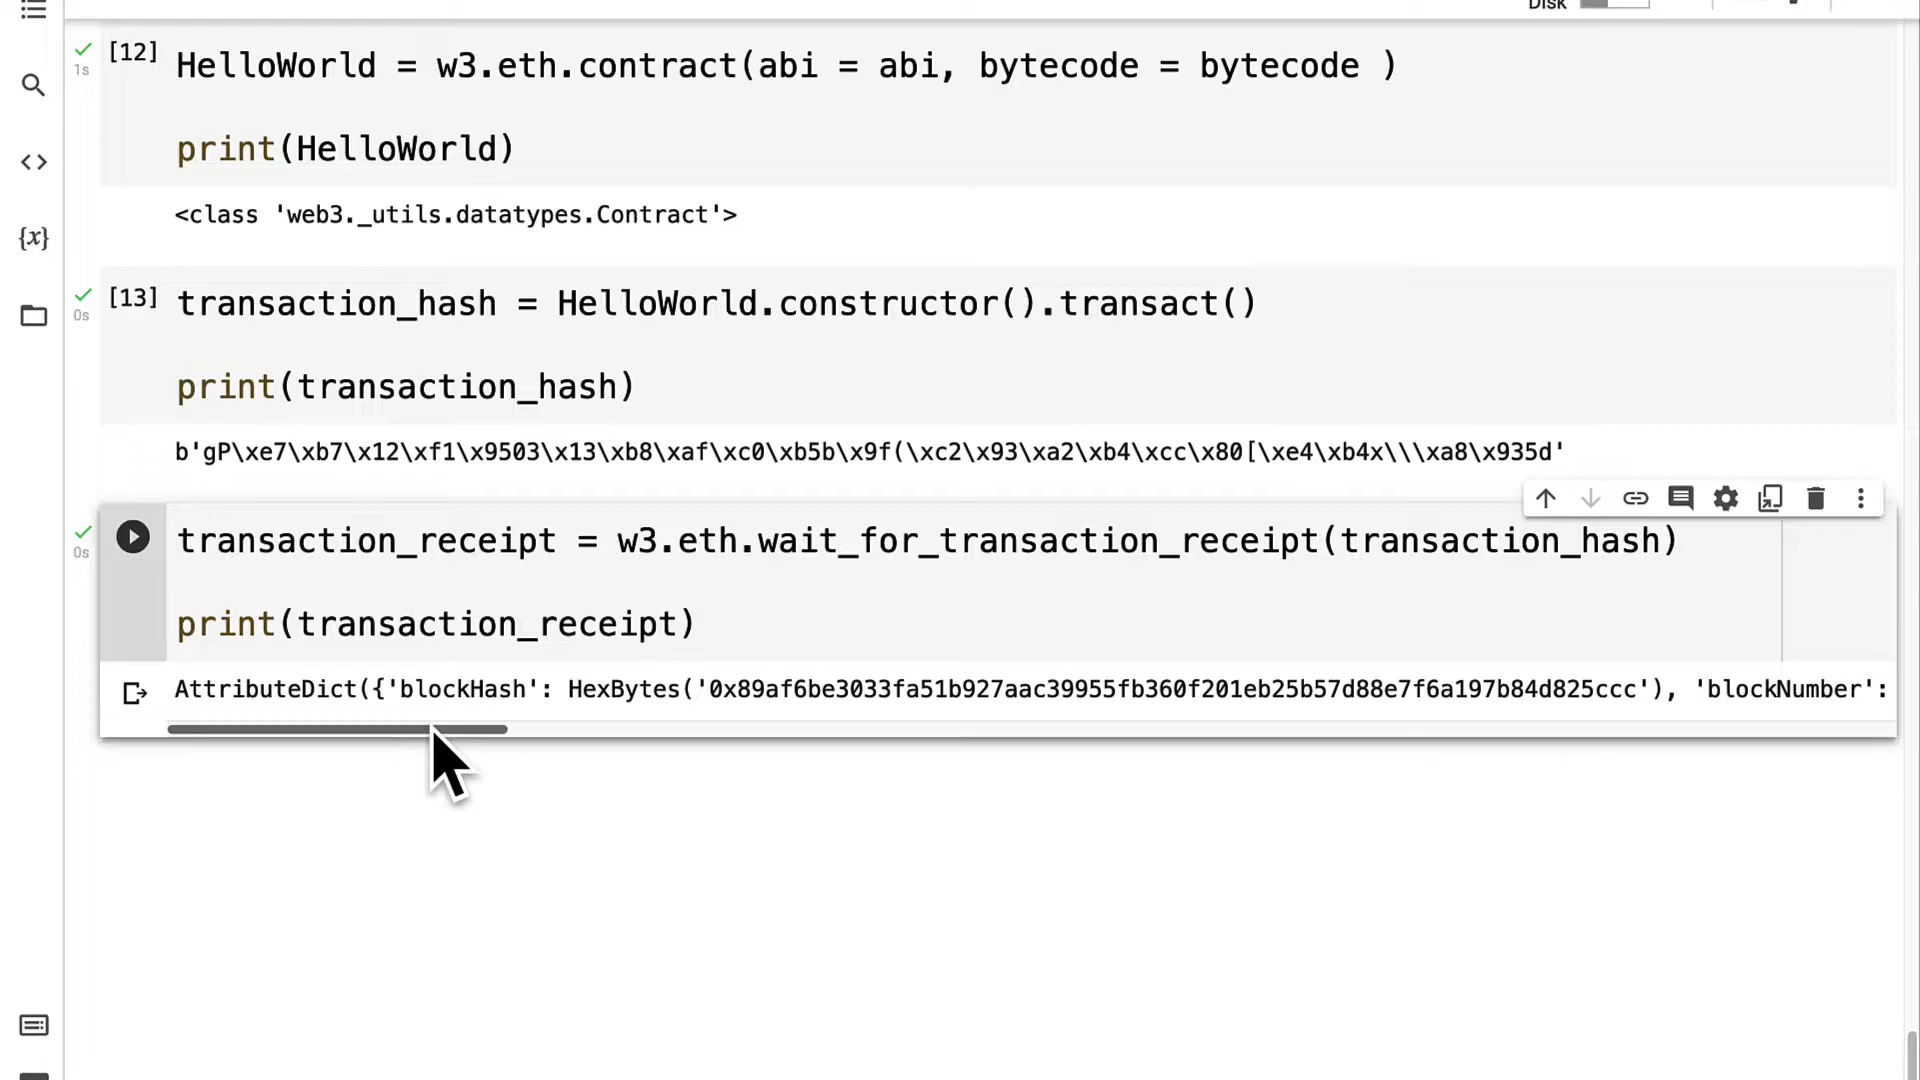 Disk
[12] HelloWorld = w3.eth.contract(abi = abi, bytecode = bytecode )
1s
print(HelloWorld)
<class 'web3._utils.datatypes.Contract'>
[13] transaction_hash = HelloWorld.constructor().transact()
0s
print(transaction_hash)
b'gP\xe7\xb7\x12\xf1\x9503\x13\xb8\xaf\xc0\xb5b\x9f(\xc2\x93\xa2\xb4\xcc\x80[\xe4\xb4x\\\xa8\x935d'
transaction_receipt = w3.eth.wait_for_transaction_receipt(transaction_hash)
0s
print(transaction_receipt)
AttributeDict({'blockHash': HexBytes('0x89af6be3033fa51b927aac39955fb360f201eb25b57d88e7f6a197b84d825ccc'), 'blockNumber':